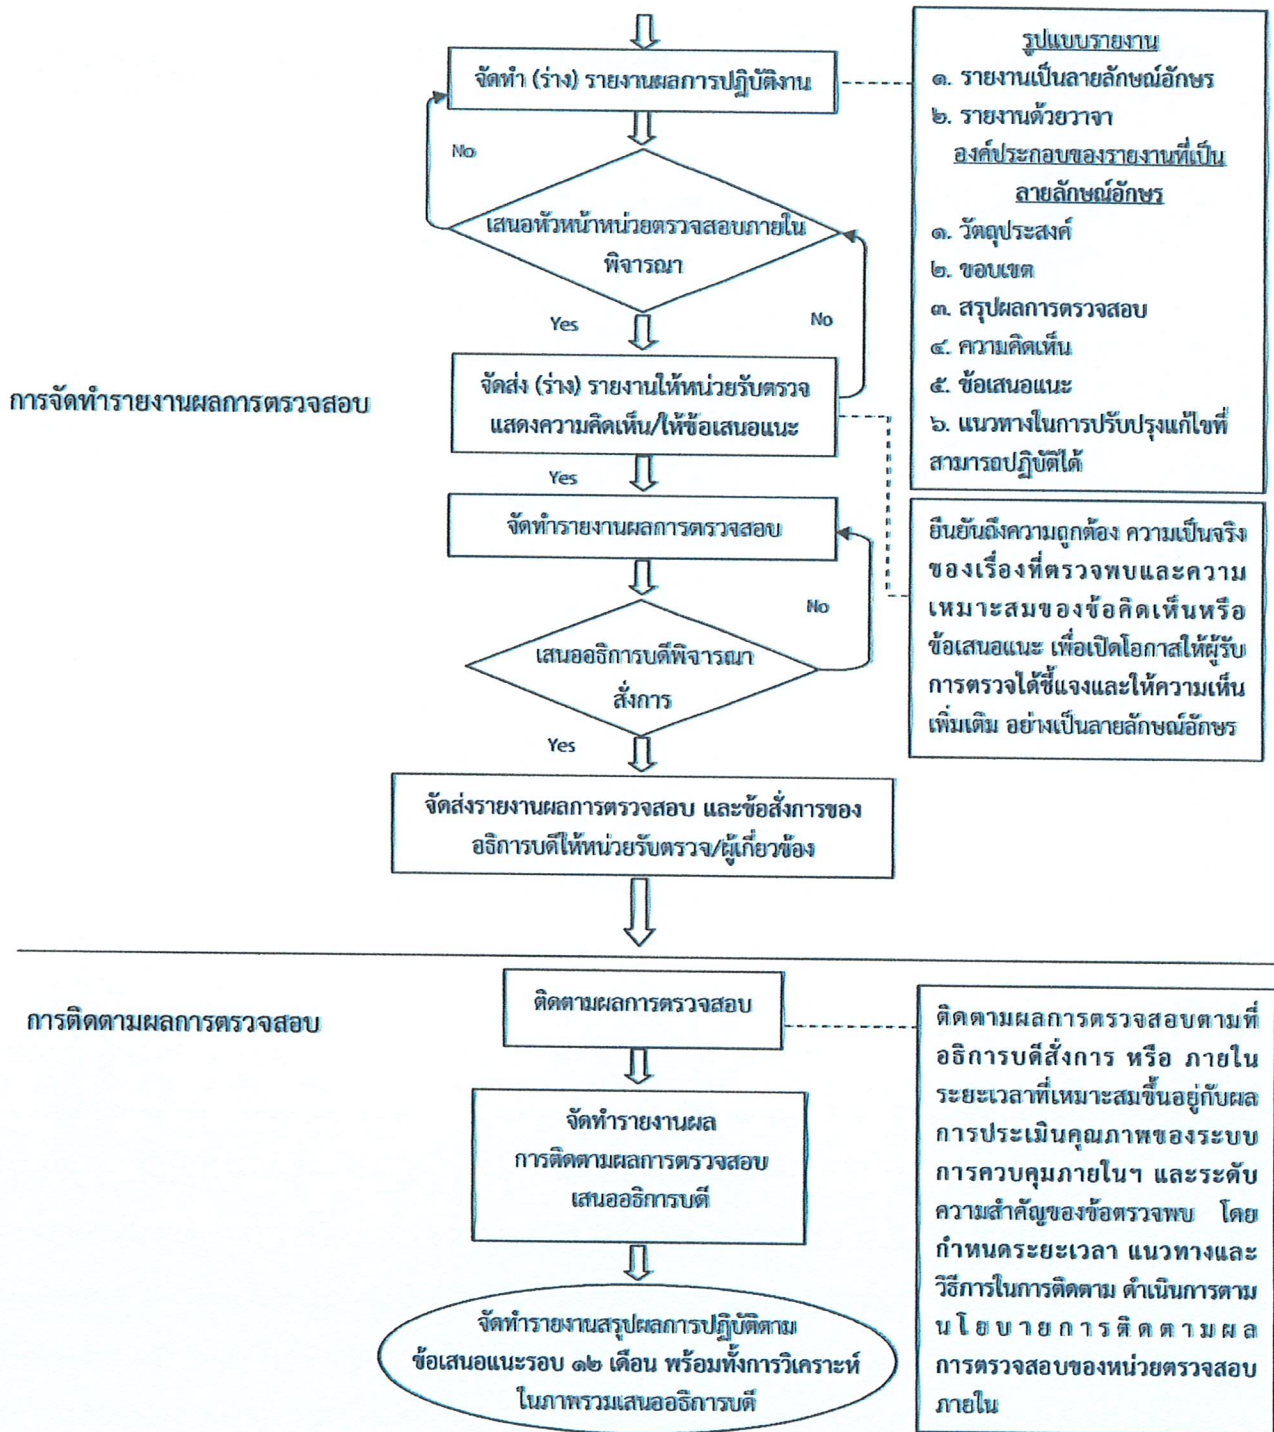 จัดทำ (ร่าง) รายงานผลการปฏิบัติงาน
No
เสนอหัวหน้าหน่วยตรวจสอบภายใน
พิจารณา
Yes
No
การจัดทำรายงานผลการตรวจสอบ
จัดส่ง (ร่าง) รายงานให้หน่วยรับตรวจ
แสดงความคิดเห็น/ให้ข้อเสนอแนะ
Yes
จัดทำรายงานผลการตรวจสอบ
No
เสนออธิการบดีพิจารณา
สั่งการ
Yes
จัดส่งรายงานผลการตรวจสอบ และข้อสั่งการของ
อธิการบดีให้หน่วยรับตรวจ/ผู้เกี่ยวข้อง
รูปแบบรายงาน
๑. รายงานเป็นลายลักษณ์อักษร
๒. รายงานด้วยวาจา
องค์ประกอบของรายงานที่เป็น
ลายลักษณ์อักษร
๑. วัตถุประสงค์
๒. ขอบเขต
๓. สรุปผลการตรวจสอบ
๔. ความคิดเห็น
๕. ข้อเสนอแนะ
๖. แนวทางในการปรับปรุงแก้ไขที่
สามารถปฏิบัติได้
ยืนยันถึงความถูกต้อง ความเป็นจริง
ของเรื่องที่ตรวจพบและความ
เหมาะสมของข้อคิดเห็นหรือ
ข้อเสนอแนะ เพื่อเปิดโอกาสให้ผู้รับ
การตรวจได้ชี้แจงและให้ความเห็น
เพิ่มเติม อย่างเป็นลายลักษณ์อักษร
การติดตามผลการตรวจสอบ
ติดตามผลการตรวจสอบ
จัดทำรายงานผล
การติดตามผลการตรวจสอบ
เสนออธิการบดี
จัดทำรายงานสรุปผลการปฏิบัติตาม
ข้อเสนอแนะรอบ ๑๒ เดือน พร้อมทั้งการวิเคราะห์
ในภาพรวมเสนออธิการบดี
ติดตามผลการตรวจสอบตามที่
อธิการบดีสั่งการ หรือ ภายใน
ระยะเวลาที่เหมาะสมขึ้นอยู่กับผล
การประเมินคุณภาพของระบบ
การควบคุมภายในฯ และระดับ
ความสำคัญของข้อตรวจพบ โดย
กำหนดระยะเวลา แนวทางและ
วิธีการในการติดตาม ดำเนินการตาม
นโยบายการติดตามผล
การตรวจสอบของหน่วยตรวจสอบ
ภายใน